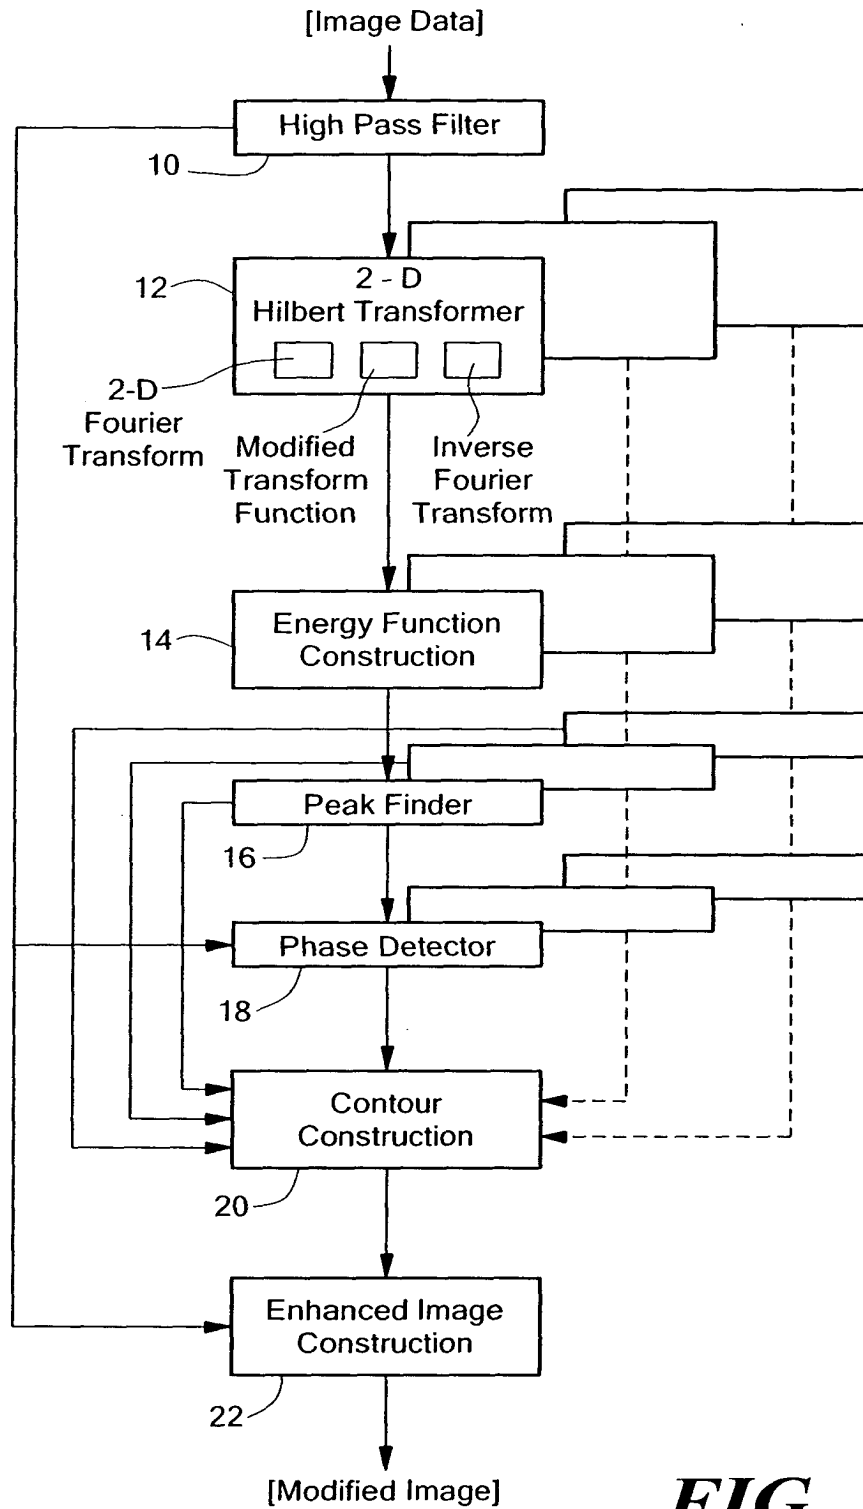 [Image Data]
High Pass Filter
10
12
2 - D
Hilbert Transformer
2-D
Fourier
Transform
Modified
Transform
Function
Inverse
Fourier
Transform
14
Energy Function
Construction
Peak Finder
16
Phase Detector
18
Contour
Construction
20
Enhanced Image
Construction
22
[Modified Image]
FIG